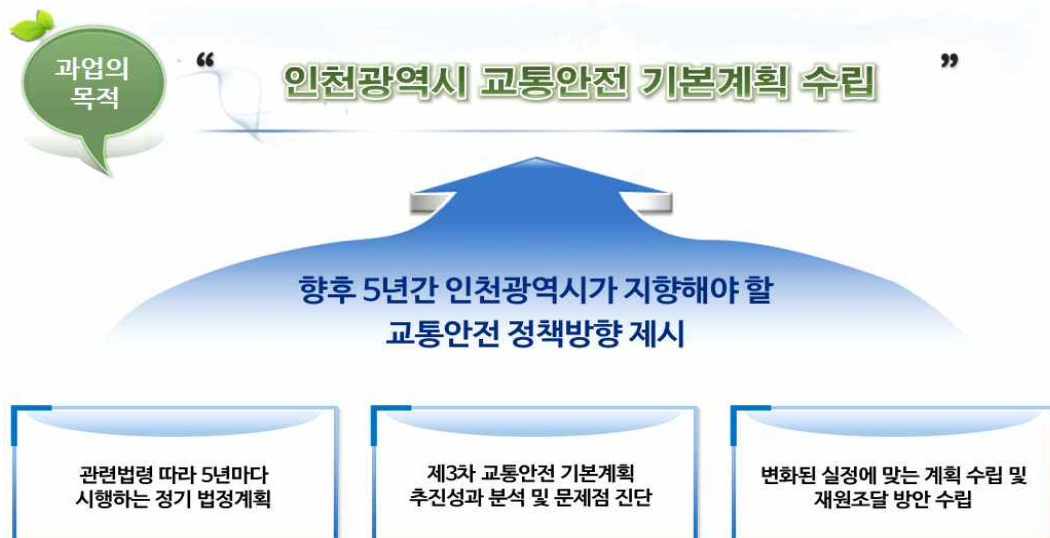 과업의
목적
“ 인천광역시 교통안전 기본계획 수립 ”
향후 5년간 인천광역시가 지향해야 할
교통안전 정책방향 제시
관련법령 따라 5년마다
시행하는 정기 법정계획
제3차 교통안전 기본계획
추진성과 분석 및 문제점 진단
변화된 실정에 맞는 계획 수립 및
재원조달 방안 수립